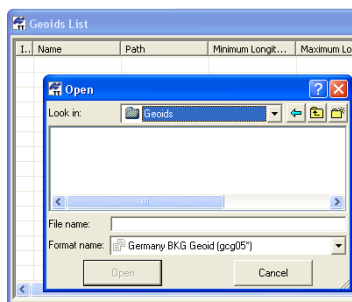 Geoids List
I.. Name Path Minimum Longit... Maximum Lo
Open
Look in: Geoids
File name:
Format name: Germany BKG Geoid (gcg05*)
Open Cancel